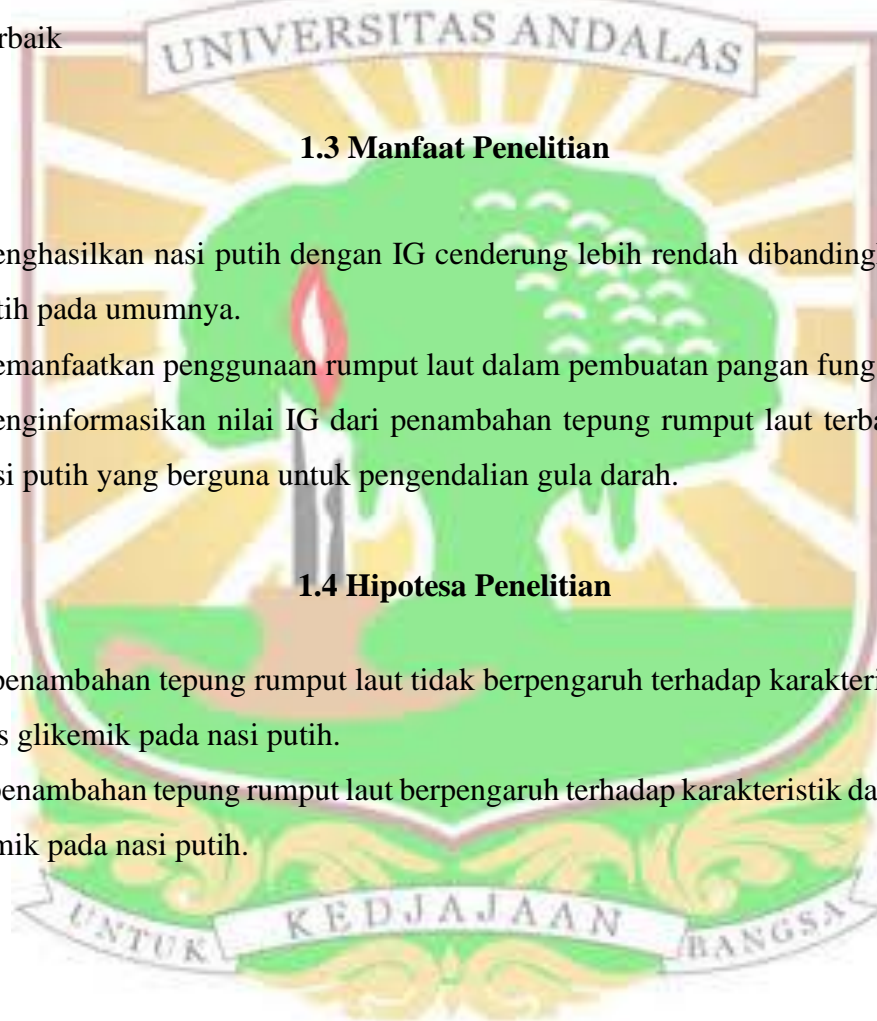 rbaik
UNIVERSITAS ANDALAS
1.3 Manfaat Penelitian
enghasilkan nasi putih dengan IG cenderung lebih rendah dibandingk
tih pada umumnya.
emanfaatkan penggunaan rumput laut dalam pembuatan pangan fung
enginformasikan nilai IG dari penambahan tepung rumput laut terba
si putih yang berguna untuk pengendalian gula darah.
1.4 Hipotesa Penelitian
penambahan tepung rumput laut tidak berpengaruh terhadap karakteri
s glikemik pada nasi putih.
penambahan tepung rumput laut berpengaruh terhadap karakteristik da
mik pada nasi putih.
UNTUK KEDJAJAAN BANGSA